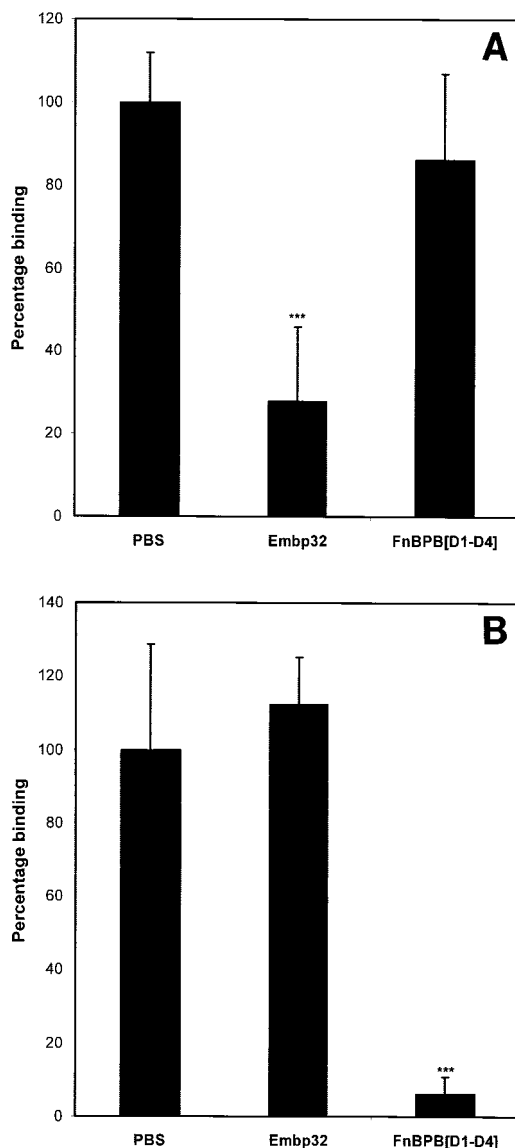 A
120
100
80
60
40
20
0
Percentage binding
***
PBS
Embp32
FnBPB[D1-D4]
B
140
120
100
80
60
40
20
0
Percentage binding
***
PBS
Embp32
FnBPB[D1-D4]